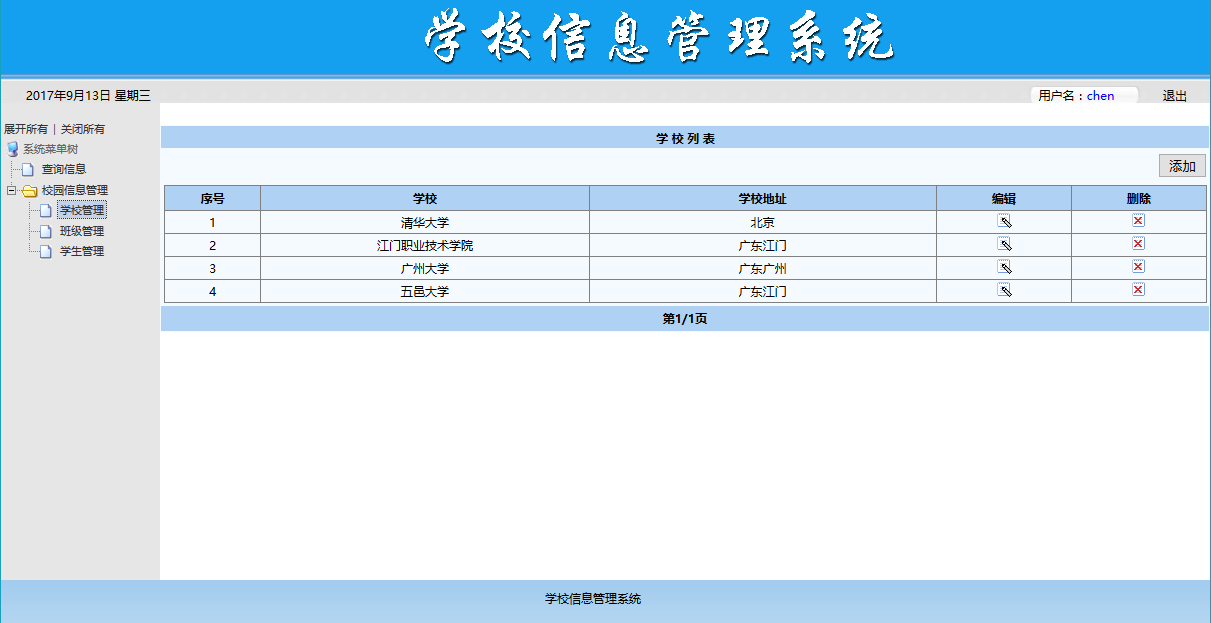 学校信息管理系统
2017年9月13日 星期三 用户名：chen 退出
展开所有 | 关闭所有
系统菜单树
查询信息
校园信息管理
学校管理
班级管理
学生管理
学校列表
添加
序号 学校 学校地址 编辑 删除
1 清华大学 北京
2 江门职业技术学院 广东江门
3 广州大学 广东广州
4 五邑大学 广东江门
第1/1页
学校信息管理系统